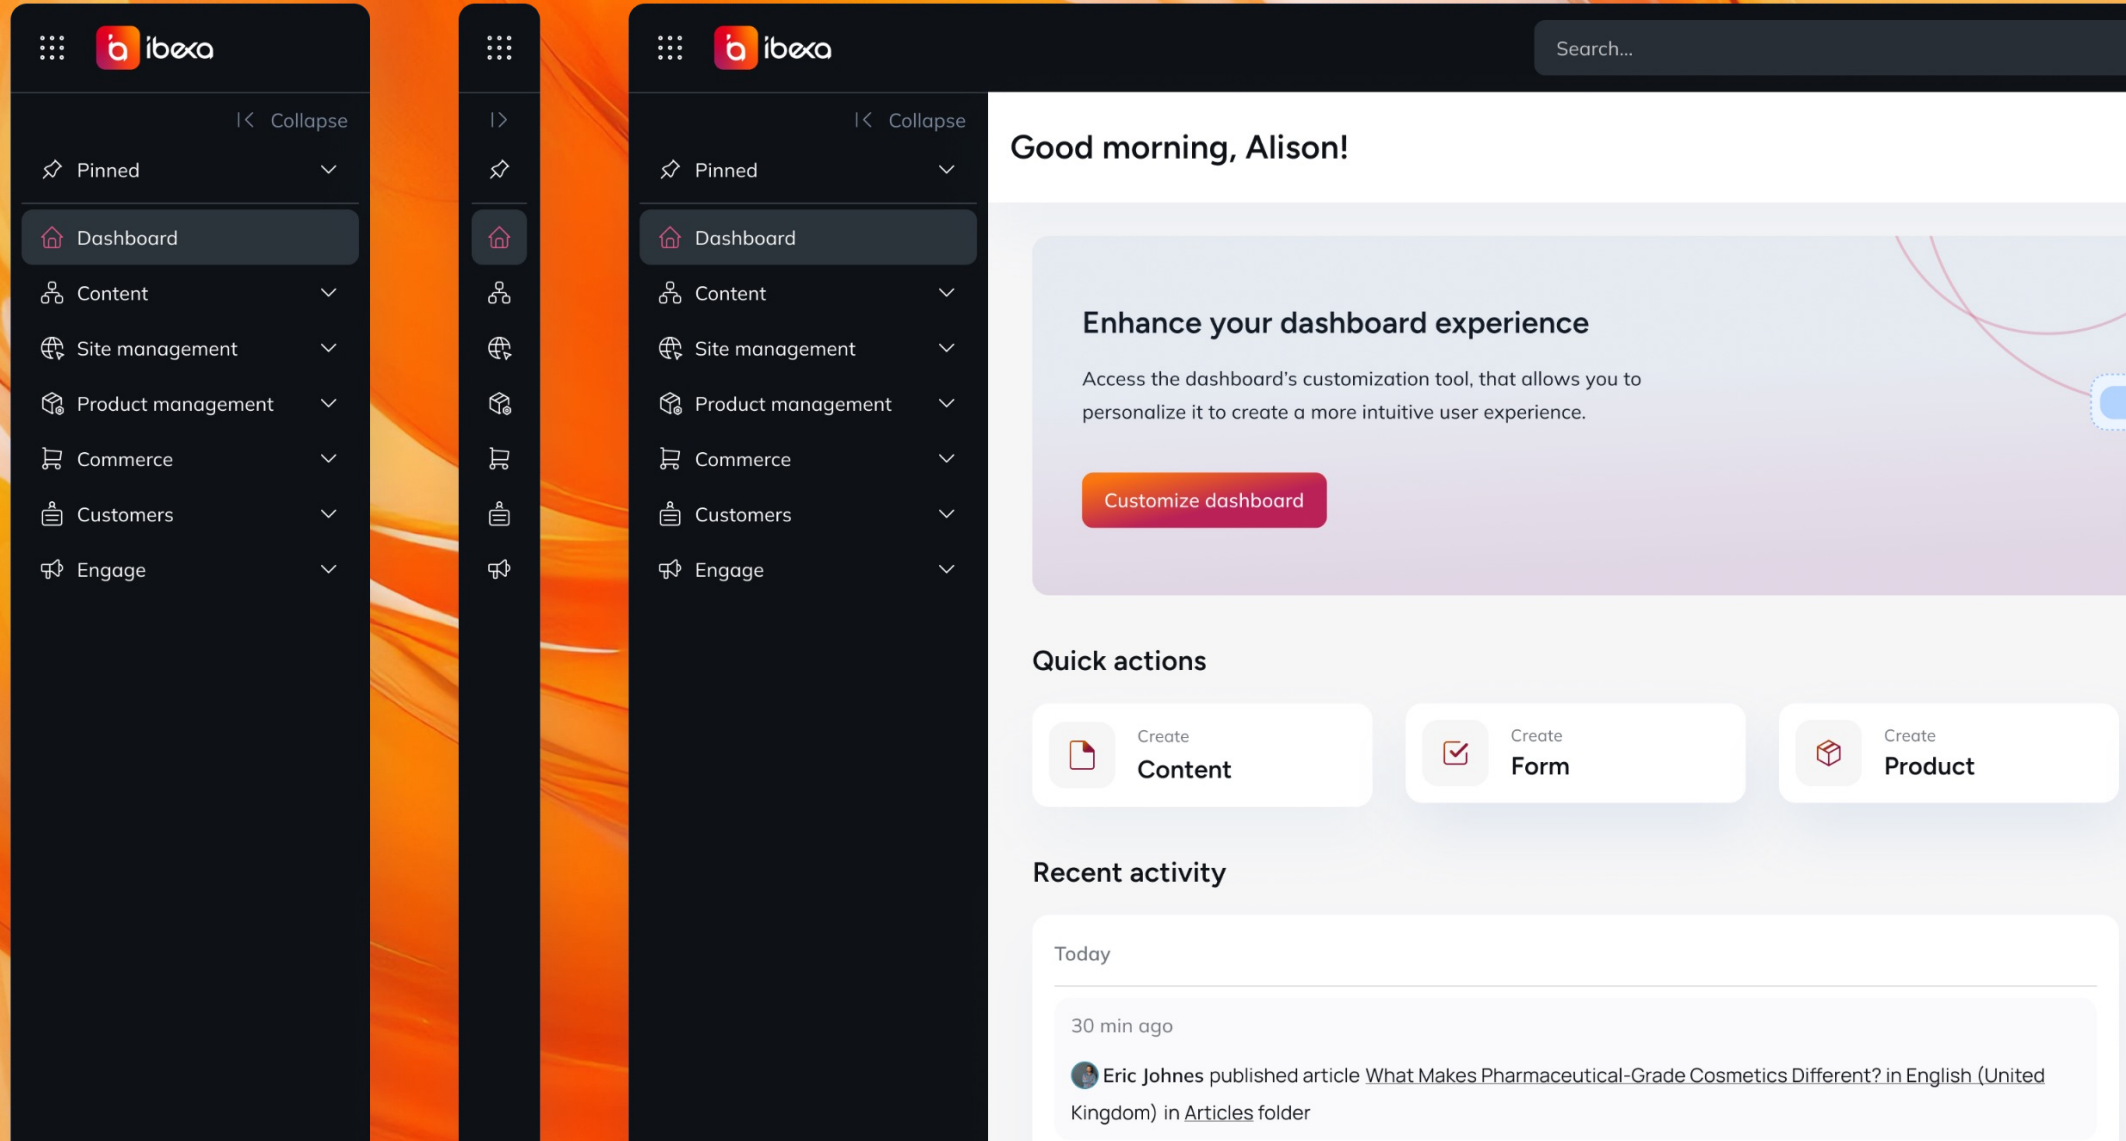 ibexa
Collapse
Pinned
Dashboard
Content
Site management
Product management
Commerce
Customers
Engage
ibexa
Collapse
Pinned
Dashboard
Content
Site management
Product management
Commerce
Customers
Engage
Search...
Good morning, Alison!
Enhance your dashboard experience
Access the dashboard’s customization tool, that allows you to
personalize it to create a more intuitive user experience.
Customize dashboard
Quick actions
Create
Content
Create
Form
Create
Product
Recent activity
Today
30 min ago
Eric Johnes published article What Makes Pharmaceutical-Grade Cosmetics Different? in English (United
Kingdom) in Articles folder